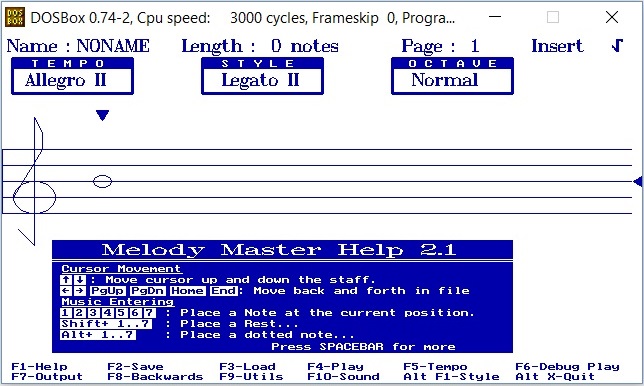 DOSBox 0.74-2, Cpu speed: 3000 cycles, Frameskip 0, Progra...
Name : NONAME Length : 0 notes Page : 1 Insert
TEMPO STYLE OCTAVE
Allegro II Legato II Normal
Melody Master Help 2.1
Cursor Movement
↑ ↓ : Move cursor up and down the staff.
← → PgUp PgDn Home End : Move back and forth in file
Music Entering
1 2 3 4 5 6 7 : Place a Note at the current position.
Shift+ 1..7 : Place a Rest...
Alt+ 1..7 : Place a dotted note...
Press SPACEBAR for more
F1-Help F2-Save F3-Load F4-Play F5-Tempo F6-Debug Play
F7-Output F8-Backwards F9-Utils F10-Sound Alt F1-Style Alt X-Quit